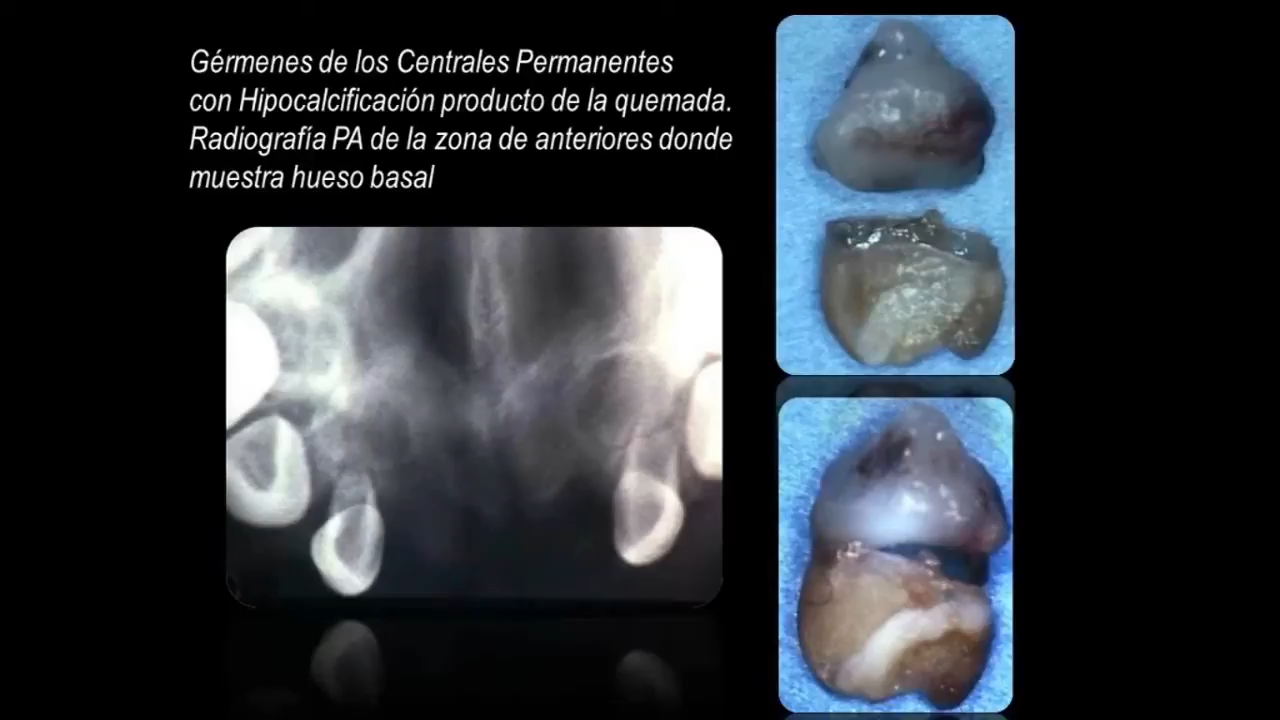 Gérmenes de los Centrales Permanentes
con Hipocalcificación producto de la quemada.
Radiografía PA de la zona de anteriores donde
muestra hueso basal